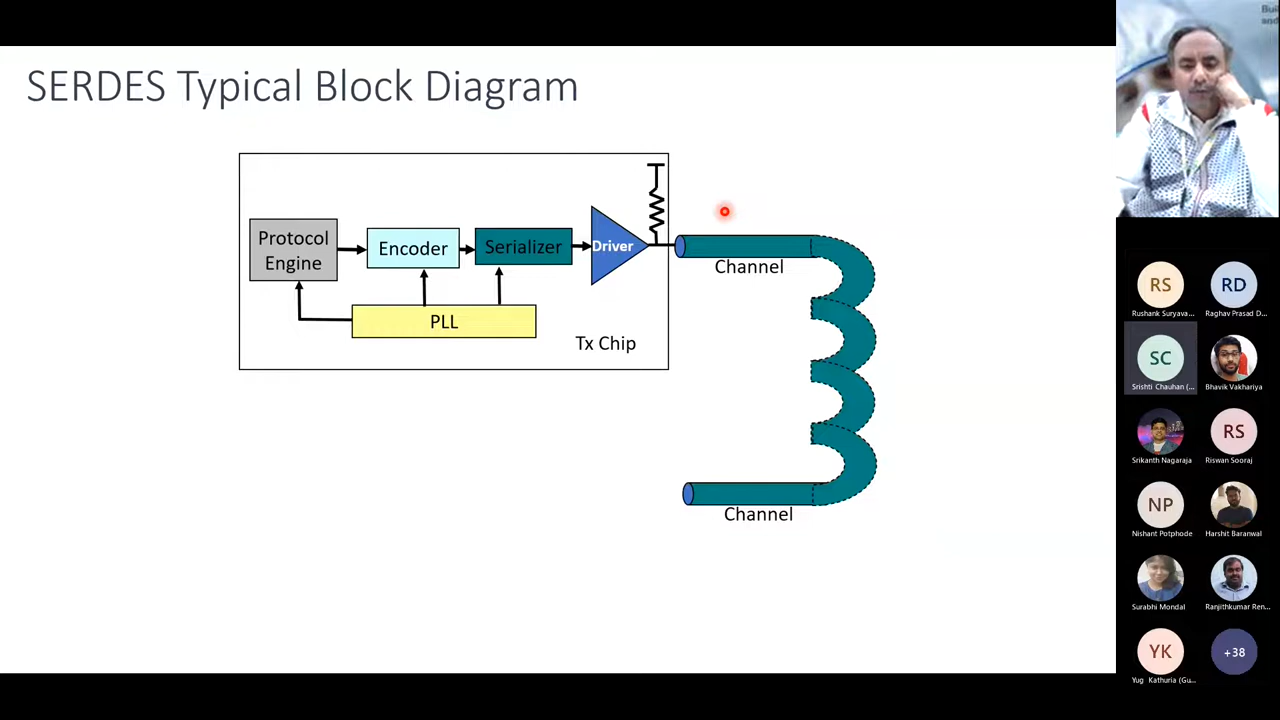 SERDES Typical Block Diagram
Protocol
Engine
Encoder
Serializer
Driver
PLL
Tx Chip
Channel
Channel
RS
RD
Rushank Suryava...
Raghav Prasad D...
SC
Srishti Chauhan (...
Bhavik Vakhariya
RS
Srikanth Nagaraja
Riswan Sooraj
NP
Nishant Potphode
Harshit Baranwal
Surabhi Mondal
Ranjithkumar Ren...
YK
+38
Yug Kathuria (Gu...